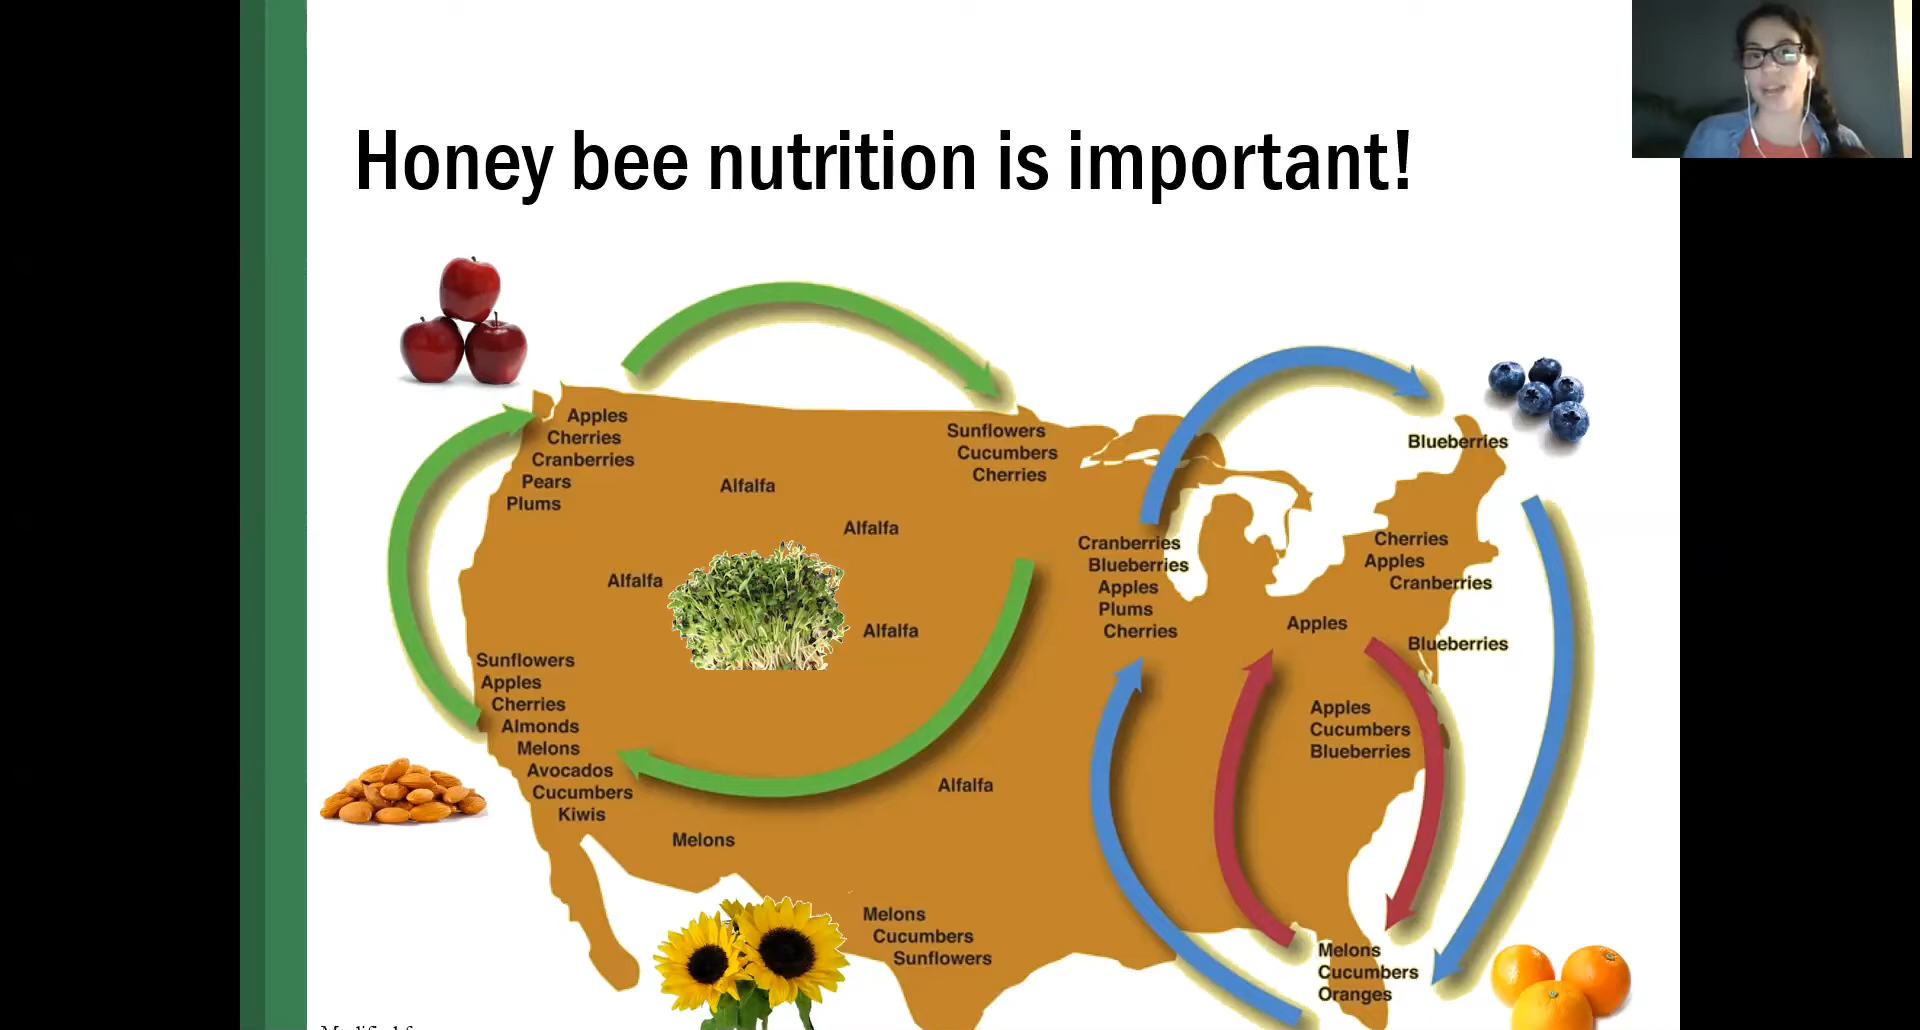 Honey bee nutrition is important!
Apples
Cherries
Cranberries
Pears
Plums
Alfalfa
Alfalfa
Alfalfa
Alfalfa
Sunflowers
Cucumbers
Cherries
Sunflowers
Apples
Cherries
Almonds
Melons
Avocados
Cucumbers
Kiwis
Melons
Alfalfa
Melons
Cucumbers
Sunflowers
Cranberries
Blueberries
Apples
Plums
Cherries
Blueberries
Cherries
Apples
Cranberries
Apples
Blueberries
Apples
Cucumbers
Blueberries
Melons
Cucumbers
Oranges